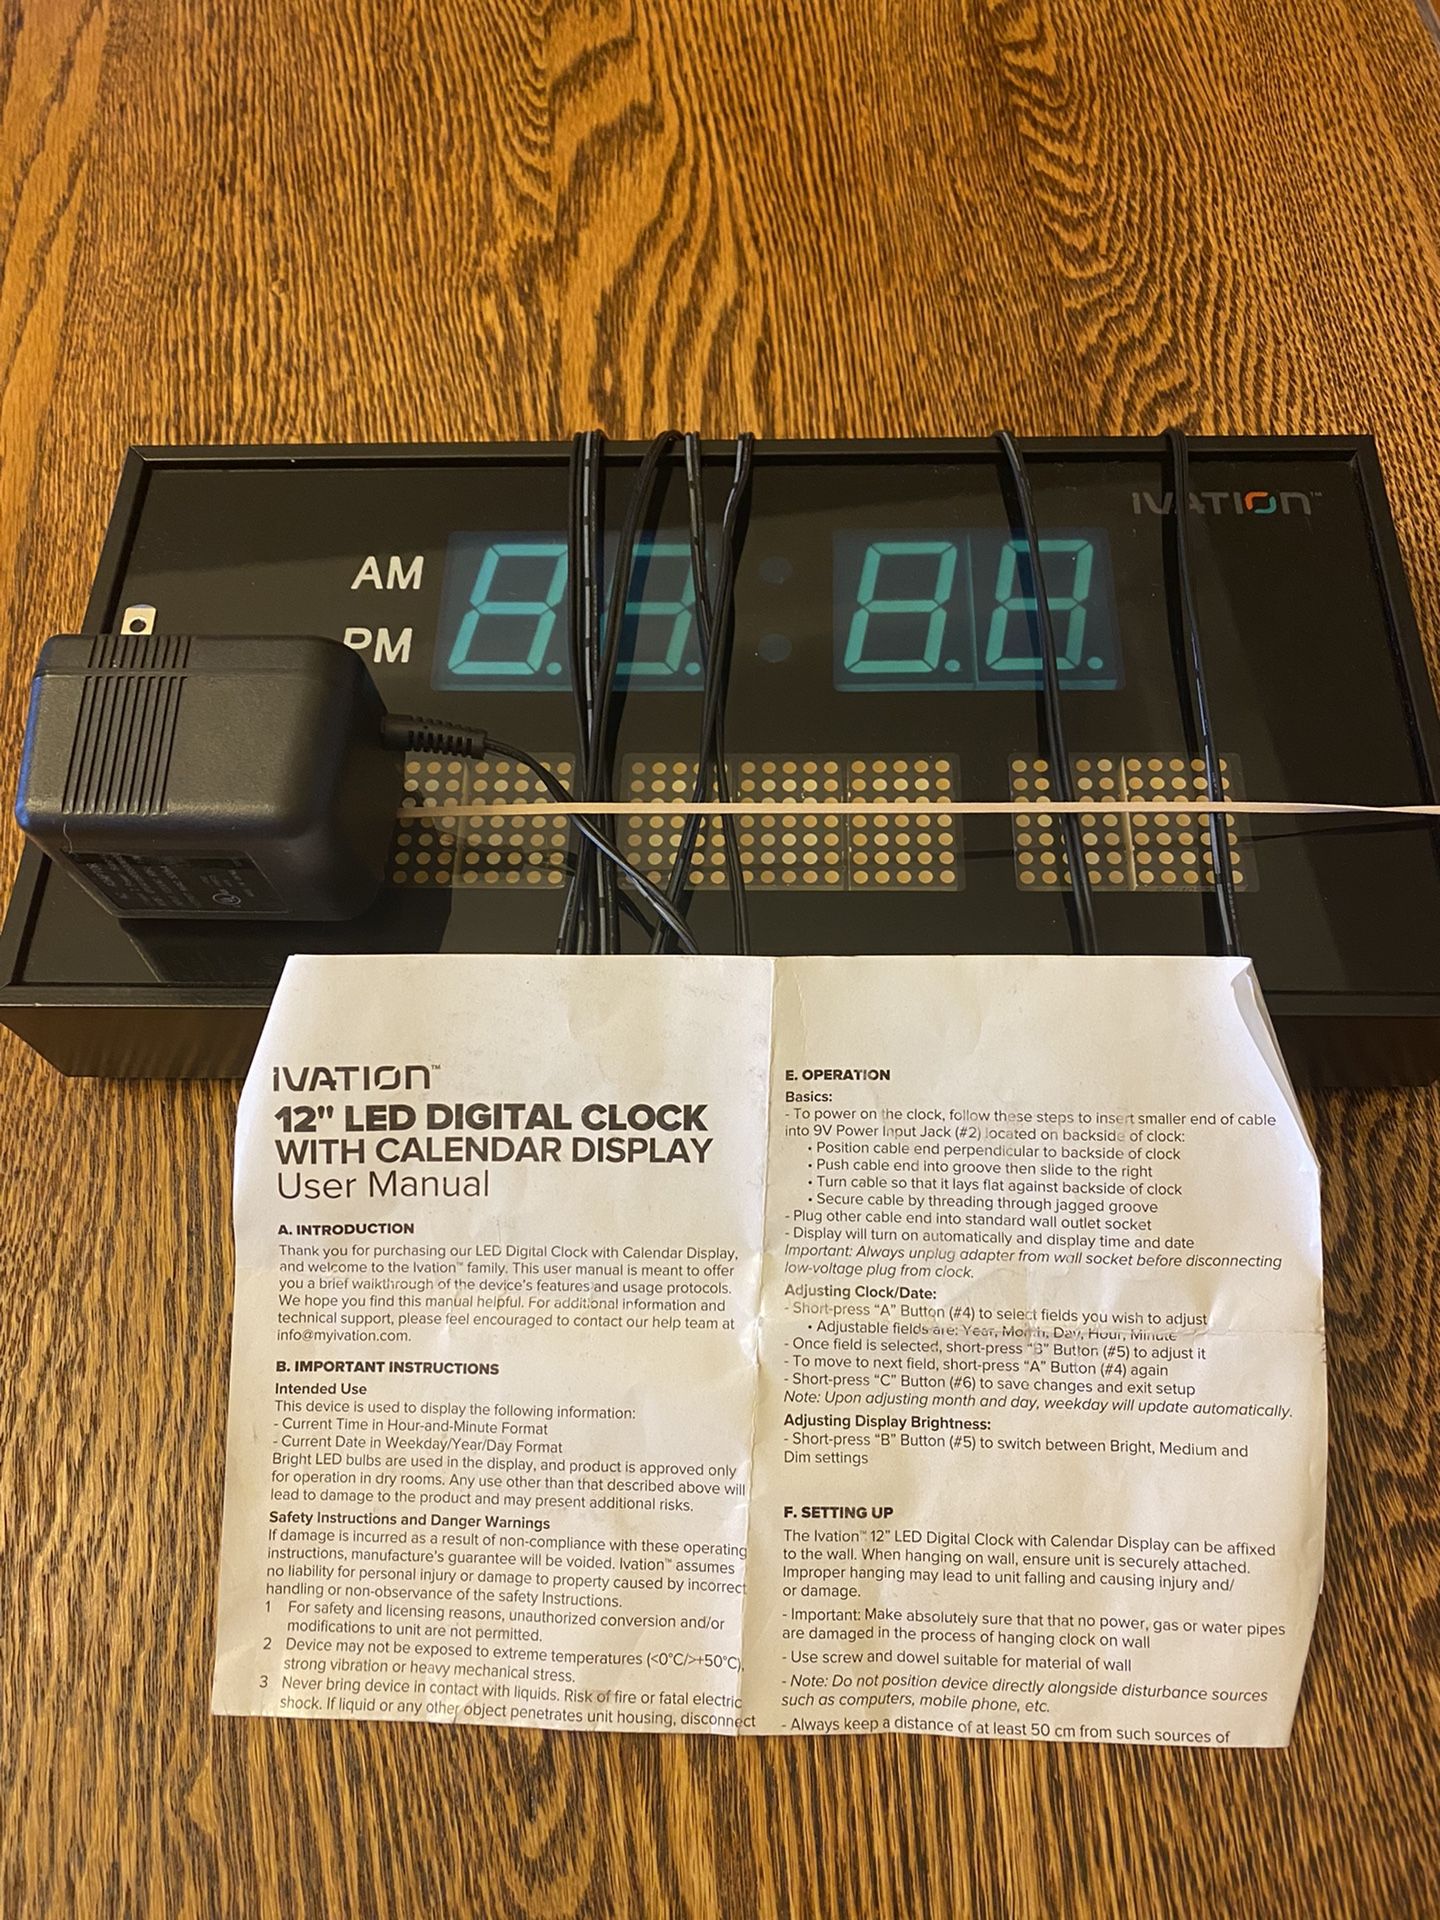 IVATION™
AM
PM
IVATION™
12" LED DIGITAL CLOCK
WITH CALENDAR DISPLAY
User Manual
A. INTRODUCTION
Thank you for purchasing our LED Digital Clock with Calendar Display,
and welcome to the Ivation™ family. This user manual is meant to offer
you a brief walkthrough of the device's features and usage protocols.
We hope you find this manual helpful. For additional information and
technical support, please feel encouraged to contact our help team at
info@myivation.com.
B. IMPORTANT INSTRUCTIONS
Intended Use
This device is used to display the following information:
- Current Time in Hour-and-Minute Format
- Current Date in Weekday/Year/Day Format
Bright LED bulbs are used in the display, and product is approved only
for operation in dry rooms. Any use other than that described above will
lead to damage to the product and may present additional risks.
Safety Instructions and Danger Warnings
If damage is incurred as a result of non-compliance with these operating
instructions, manufacture's guarantee will be voided. Ivation™ assumes
no liability for personal injury or damage to property caused by incorrect
handling or non-observance of the safety Instructions.
1 For safety and licensing reasons, unauthorized conversion and/or
modifications to unit are not permitted.
2 Device may not be exposed to extreme temperatures (<0°C/>+50°C),
strong vibration or heavy mechanical stress.
3 Never bring device in contact with liquids. Risk of fire or fatal electric
shock. If liquid or any other object penetrates unit housing, disconnect
E. OPERATION
Basics:
- To power on the clock, follow these steps to insert smaller end of cable
into 9V Power Input Jack (#2) located on backside of clock:
• Position cable end perpendicular to backside of clock
• Push cable end into groove then slide to the right
• Turn cable so that it lays flat against backside of clock
• Secure cable by threading through jagged groove
- Plug other cable end into standard wall outlet socket
- Display will turn on automatically and display time and date
Important: Always unplug adapter from wall socket before disconnecting
low-voltage plug from clock.
Adjusting Clock/Date:
- Short-press "A" Button (#4) to select fields you wish to adjust
• Adjustable fields are: Year, Month, Day, Hour, Minute
- Once field is selected, short-press "B" Button (#5) to adjust it
- To move to next field, short-press "A" Button (#4) again
- Short-press "C" Button (#6) to save changes and exit setup
Note: Upon adjusting month and day, weekday will update automatically.
Adjusting Display Brightness:
- Short-press "B" Button (#5) to switch between Bright, Medium and
Dim settings
F. SETTING UP
The Ivation™ 12" LED Digital Clock with Calendar Display can be affixed
to the wall. When hanging on wall, ensure unit is securely attached.
Improper hanging may lead to unit falling and causing injury and/
or damage.
- Important: Make absolutely sure that that no power, gas or water pipes
are damaged in the process of hanging clock on wall
- Use screw and dowel suitable for material of wall
- Note: Do not position device directly alongside disturbance sources
such as computers, mobile phone, etc.
- Always keep a distance of at least 50 cm from such sources of